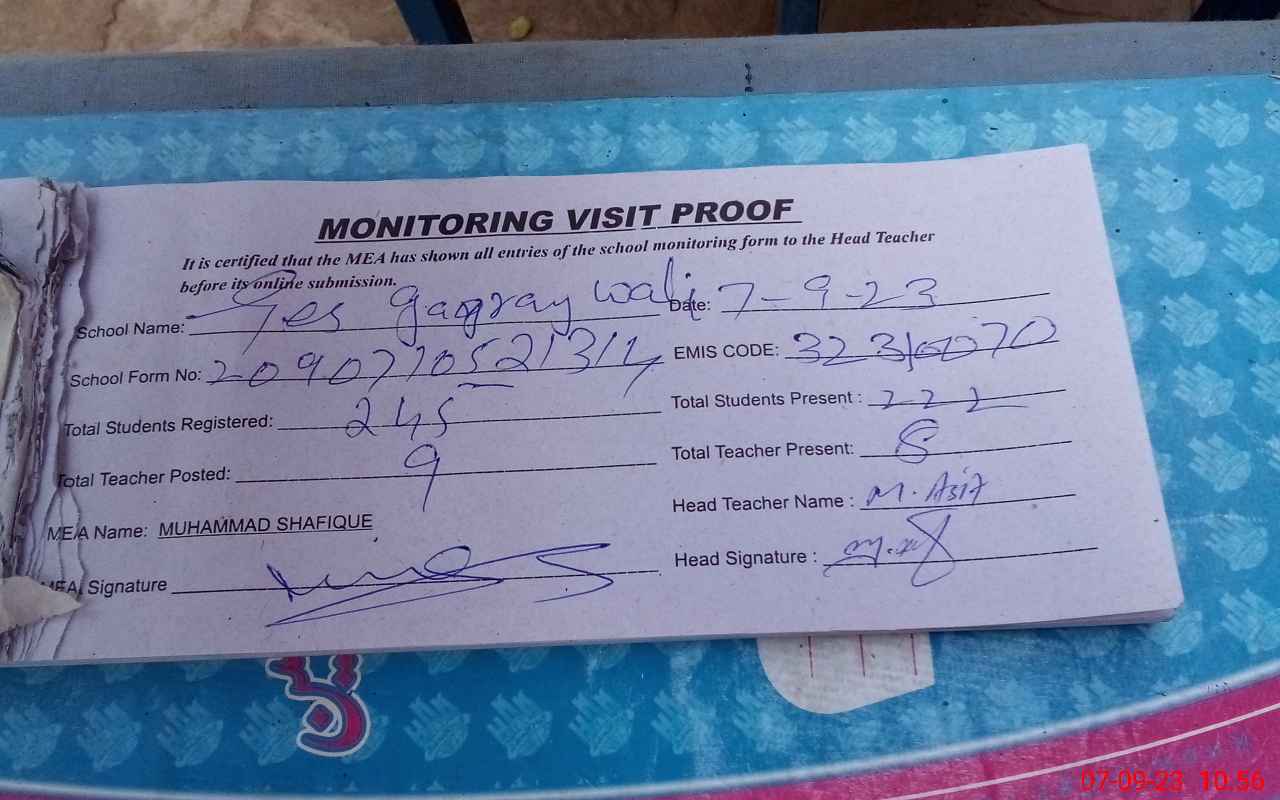 MONITORING VISIT PROOF
It is certified that the MEA has shown all entries of the school monitoring form to the Head Teacher
before its online submission.
School Name: Ges gagray wali Date: 7-9-23
School Form No: EMIS CODE: 32310070
Total Students Registered: 245 Total Students Present : 222
Total Teacher Posted: 9 Total Teacher Present: 8
MEA Name: MUHAMMAD SHAFIQUE Head Teacher Name : M. Asif
MEA Signature Head Signature :
07-09-23 10:56